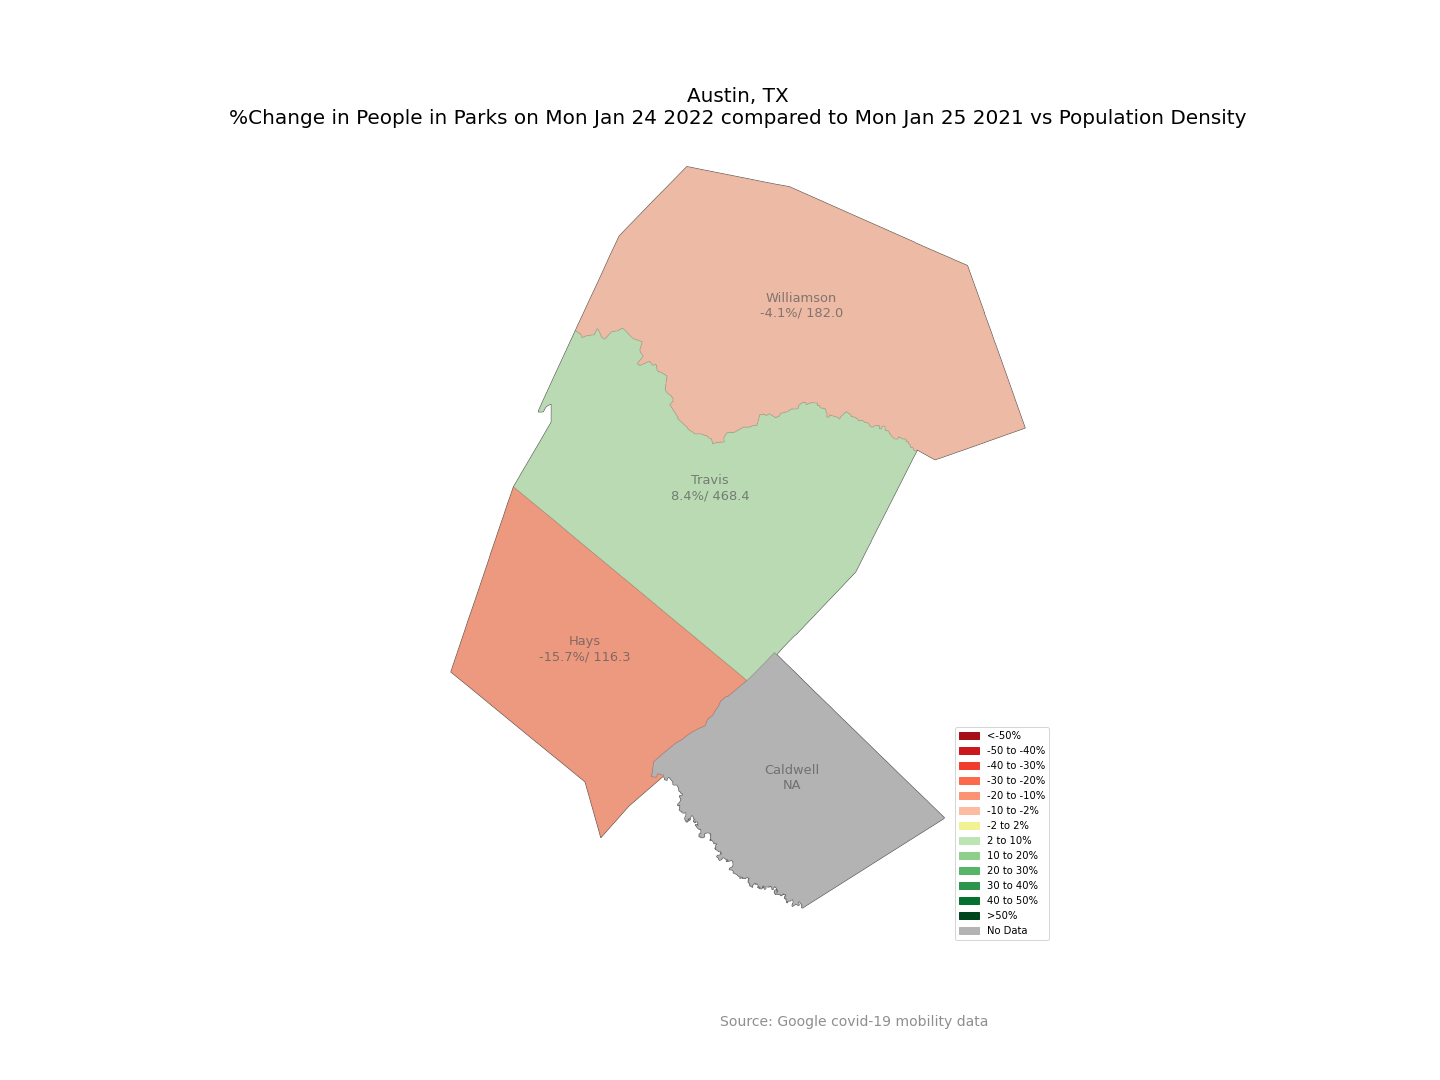 Austin, TX
%Change in People in Parks on Mon Jan 24 2022 compared to Mon Jan 25 2021 vs Population Density
Williamson
-4.1%/ 182.0
Travis
8.4%/ 468.4
Hays
-15.7%/ 116.3
Caldwell
NA
<-50%
-50 to -40%
-40 to -30%
-30 to -20%
-20 to -10%
-10 to -2%
-2 to 2%
2 to 10%
10 to 20%
20 to 30%
30 to 40%
40 to 50%
>50%
No Data
Source: Google covid-19 mobility data